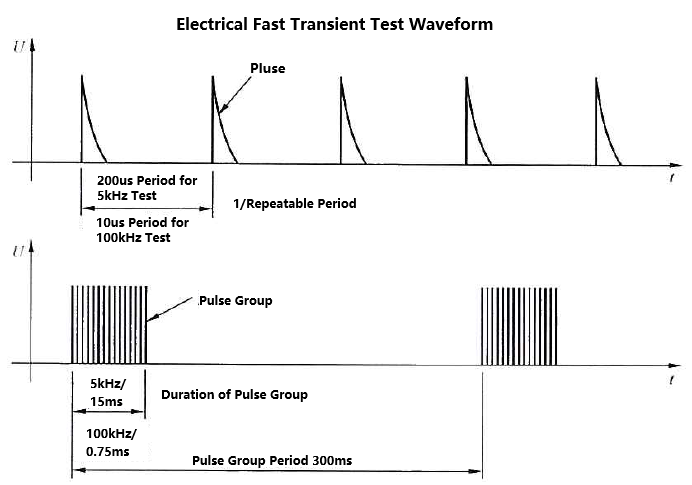 Electrical Fast Transient Test Waveform
U
Pluse
t
200us Period for
5kHz Test
1/Repeatable Period
10us Period for
100kHz Test
U
Pulse Group
t
5kHz/
15ms
Duration of Pulse Group
100kHz/
0.75ms
Pulse Group Period 300ms